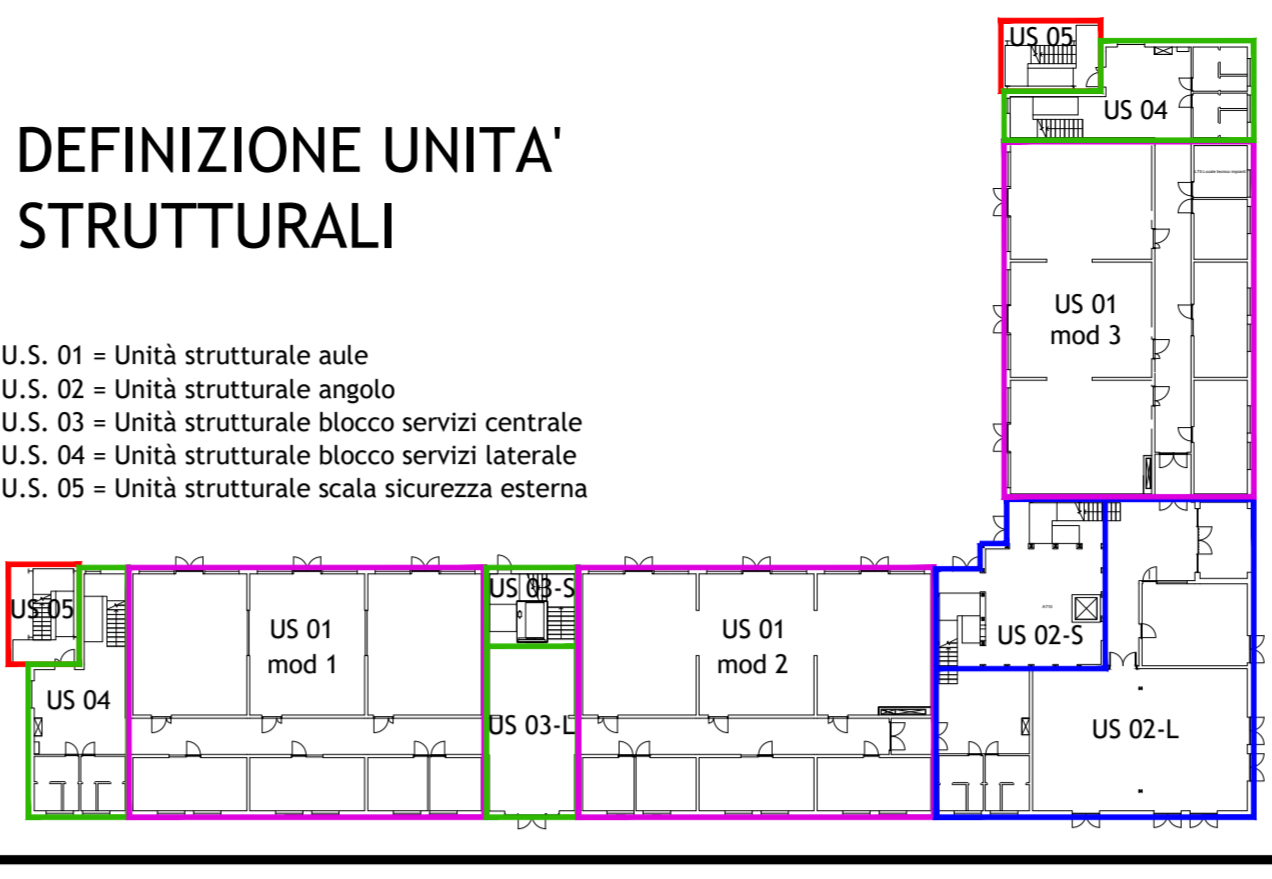 DEFINIZIONE UNITA'
STRUTTURALI
U.S. 01 = Unità strutturale aule
U.S. 02 = Unità strutturale angolo
U.S. 03 = Unità strutturale blocco servizi centrale
U.S. 04 = Unità strutturale blocco servizi laterale
U.S. 05 = Unità strutturale scala sicurezza esterna
US 05
US 04
US 01
mod 3
US 05
US 04
US 01
mod 1
US 03-S
US 03-L
US 01
mod 2
US 02-S
US 02-L